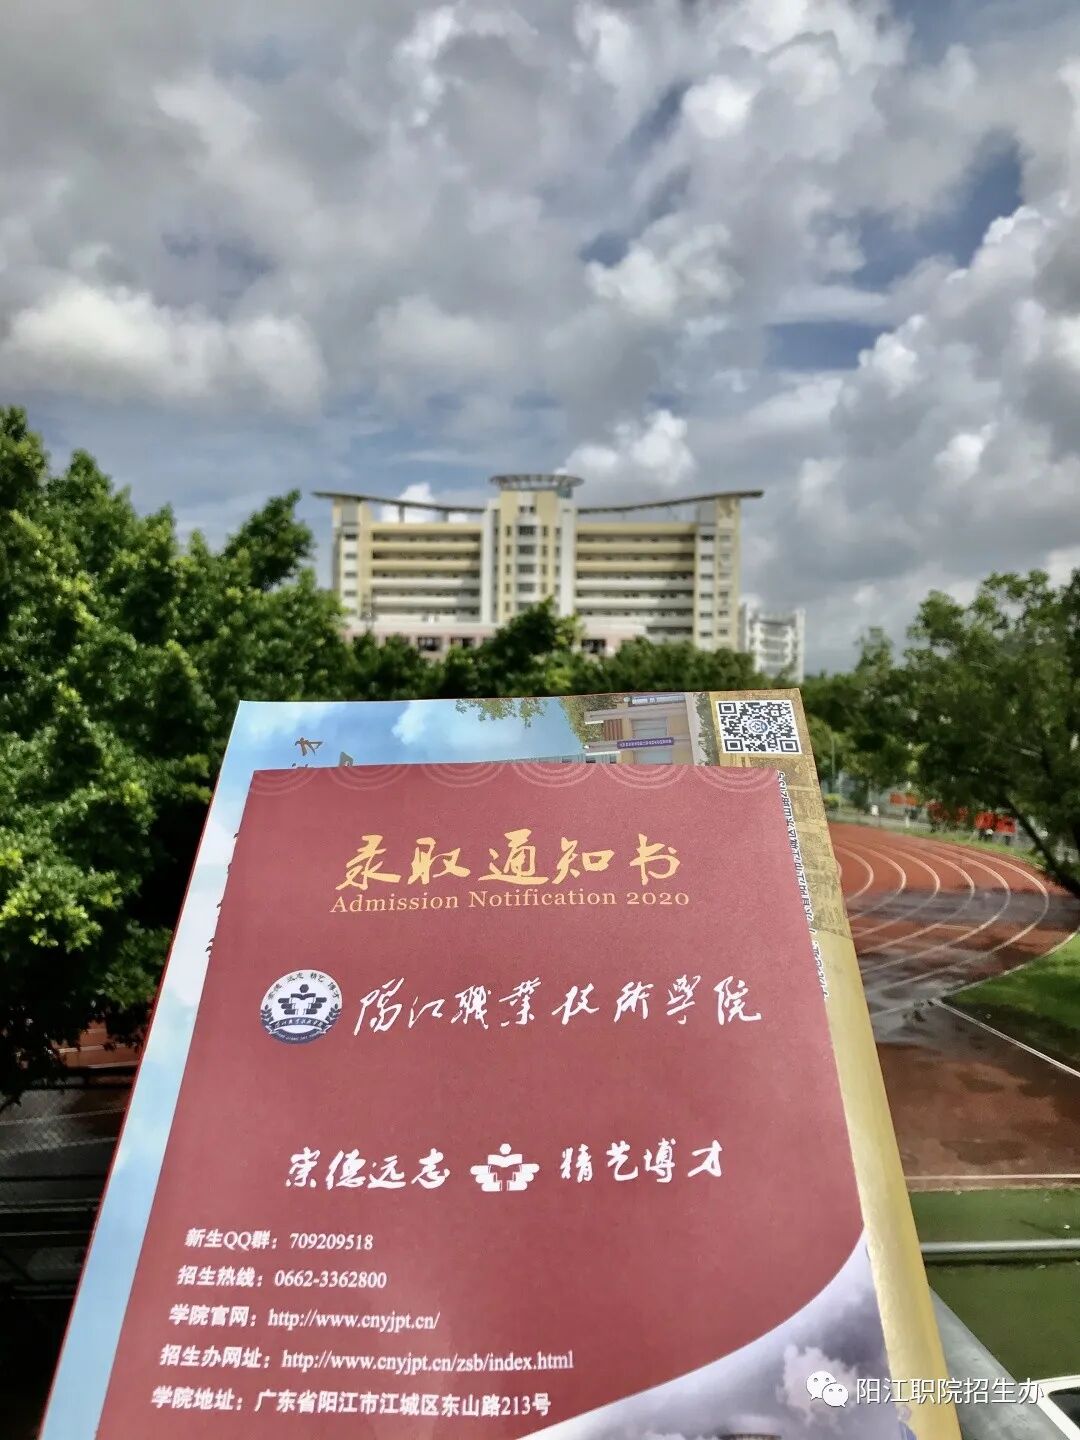 录取通知书
Admission Notification 2020
阳江職業技術學院
崇德远志 精艺博才
新生QQ群：709209518
招生热线：0662-3362800
学院官网：http://www.cnyjpt.cn/
招生办网址：http://www.cnyjpt.cn/zsb/index.html
学院地址：广东省阳江市江城区东山路213号
阳江职院招生办